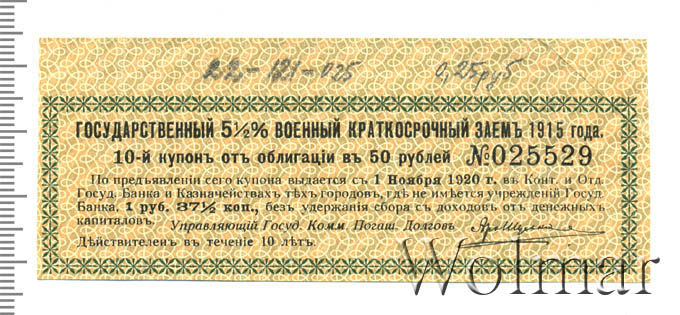 22-121-025 0,25 руб
ГОСУДАРСТВЕННЫЙ 5½% ВОЕННЫЙ КРАТКОСРОЧНЫЙ ЗАЕМЪ 1915 года.
10-й купонъ отъ облигаціи въ 50 рублей №025529
По предъявленіи сего купона выдается съ 1 Ноября 1920 г. въ Конт. и Отд.
Госуд. Банка и Казначействахъ тѣхъ городовъ, гдѣ не имѣется учрежденій Госуд.
Банка, 1 руб. 37½ коп., безъ удержанія сбора съ доходовъ отъ денежныхъ
капиталовъ. Управляющій Госуд. Комм. Погаш. Долговъ
Дѣйствителенъ въ теченіе 10 лѣтъ.
Wolmar